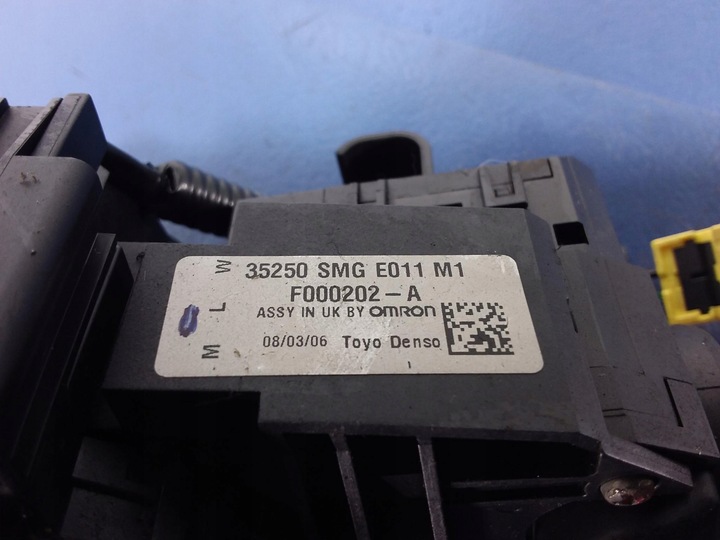 35250 SMG E011 M1
F000202-A
ASSY IN UK BY OMRON
08/03/06 Toyo Denso
M L W